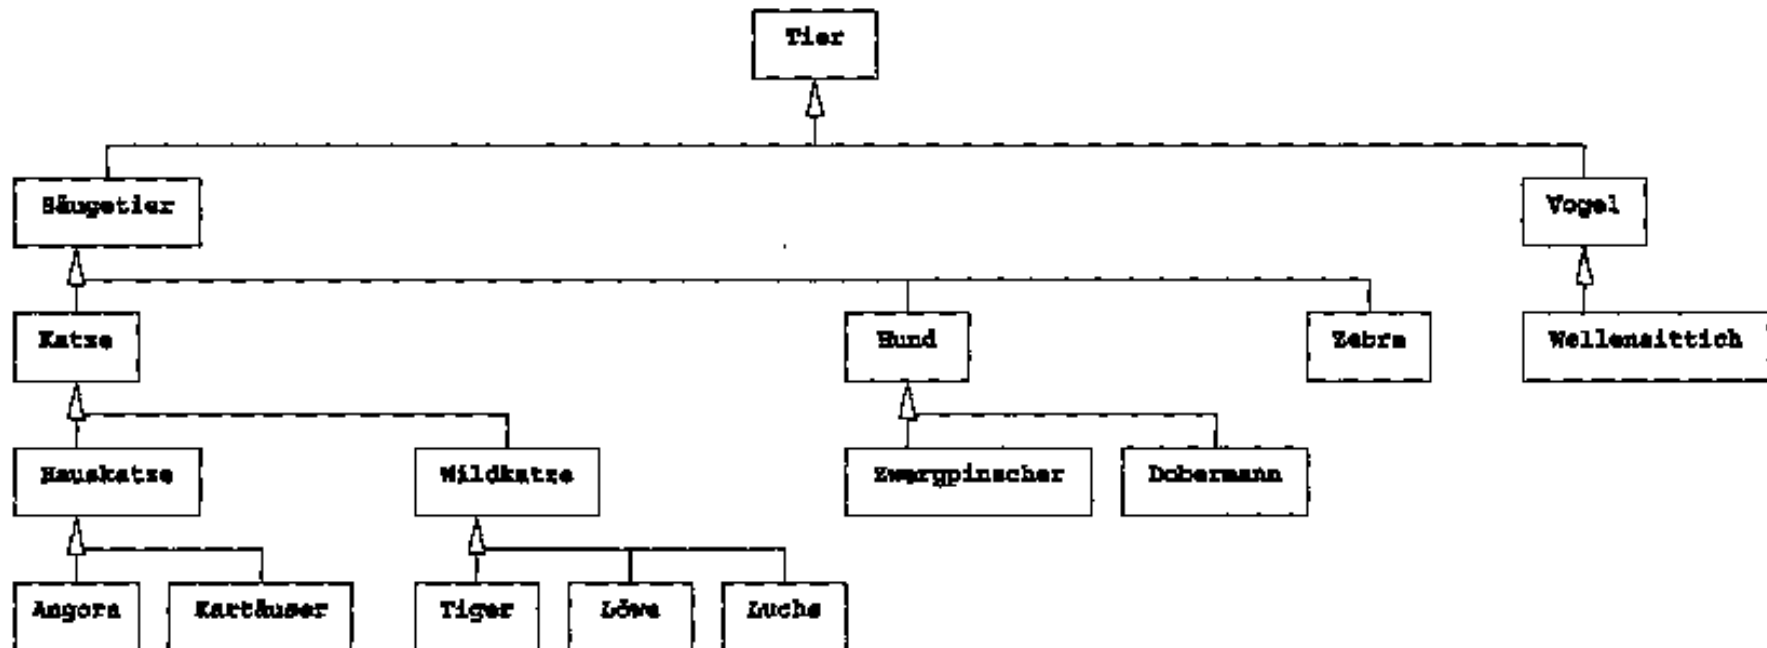 Tier
Säugetier
Vogel
Katze
Hund
Zebra
Wellensittich
Hauskatze
Wildkatze
Zwergpinscher
Dobermann
Angora
Kartäuser
Tiger
Löwe
Luchs